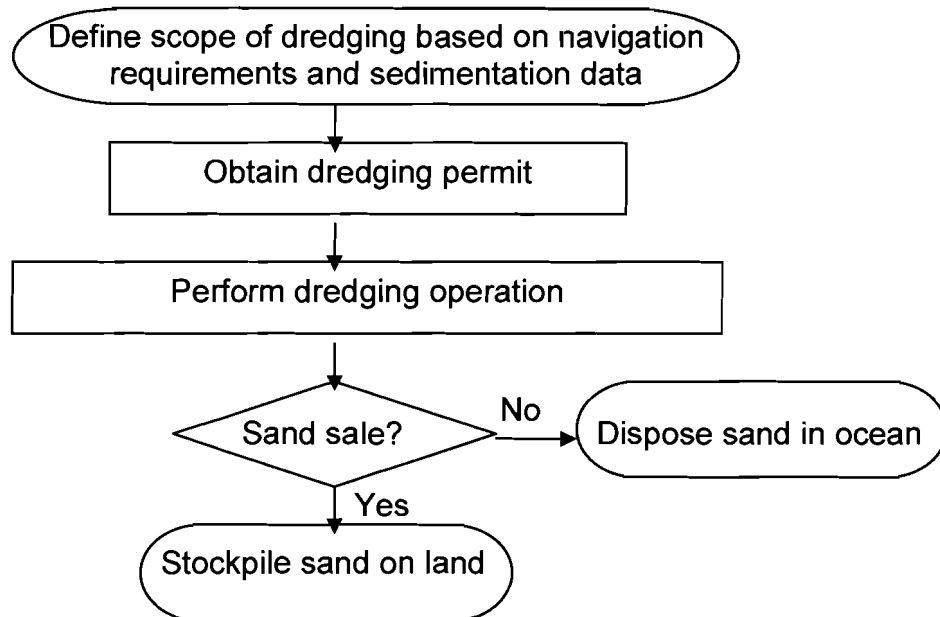 Define scope of dredging based on navigation
requirements and sedimentation data
Obtain dredging permit
Perform dredging operation
Sand sale?
No
Dispose sand in ocean
Yes
Stockpile sand on land